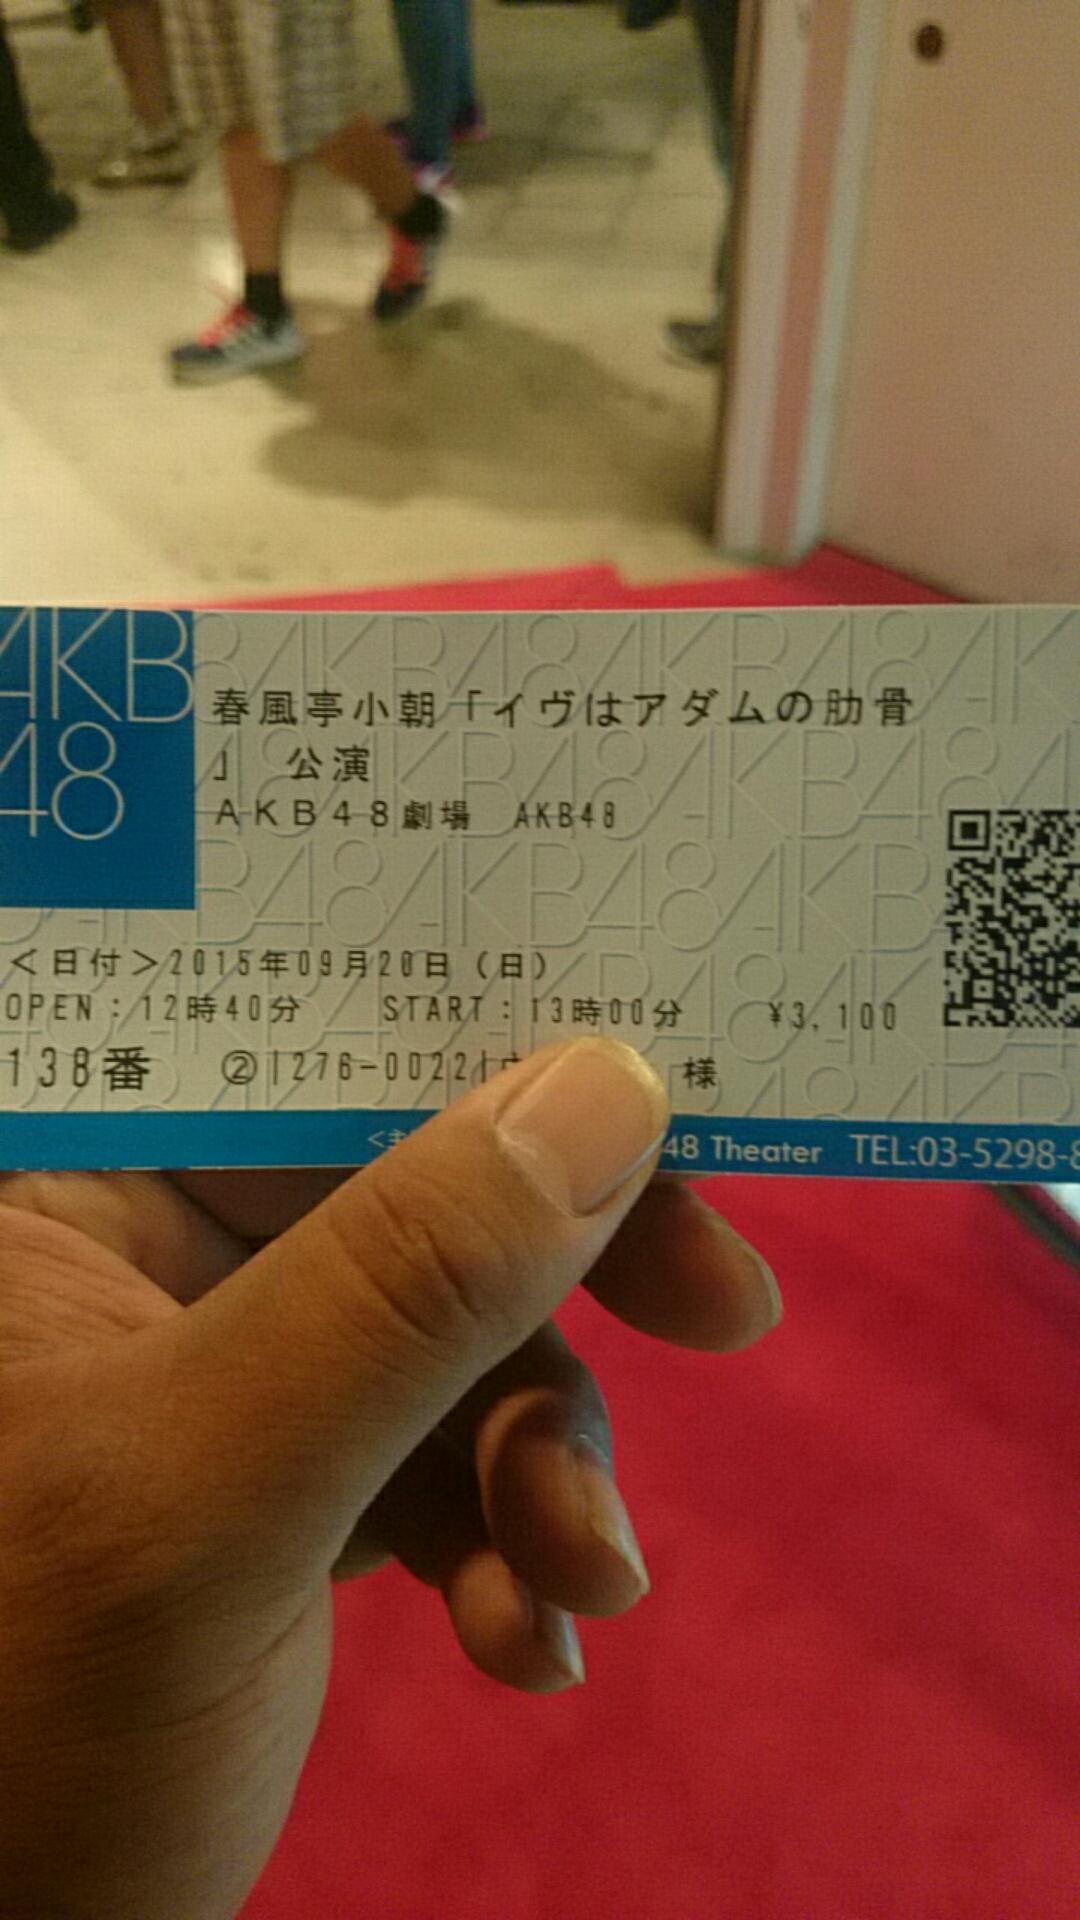 AKB
48
春風亭小朝「イヴはアダムの肋骨
」 公演
AKB48劇場 AKB48
<日付>2015年09月20日(日)
OPEN:12時40分 START:13時00分 ¥3,100
138番 ②|276-0022| 様
48 Theater TEL:03-5298-8